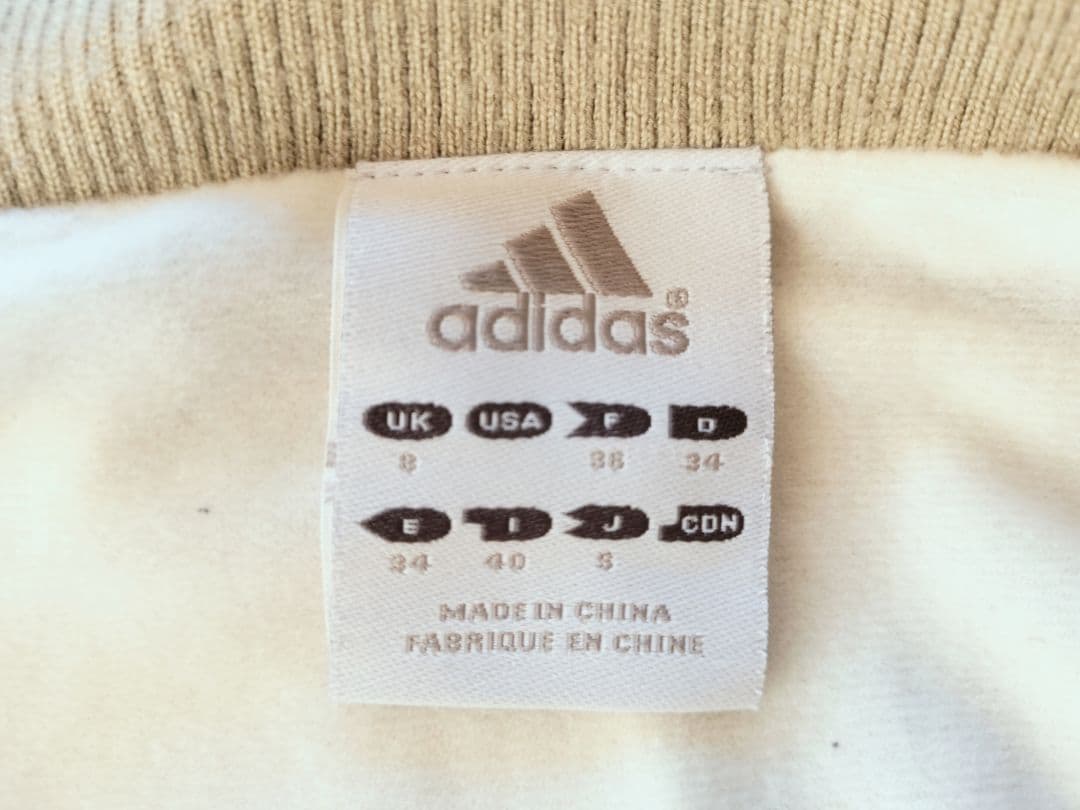 adidas®
UK USA F D
8 36 34
E I J CDN
34 40 S
MADE IN CHINA
FABRIQUE EN CHINE